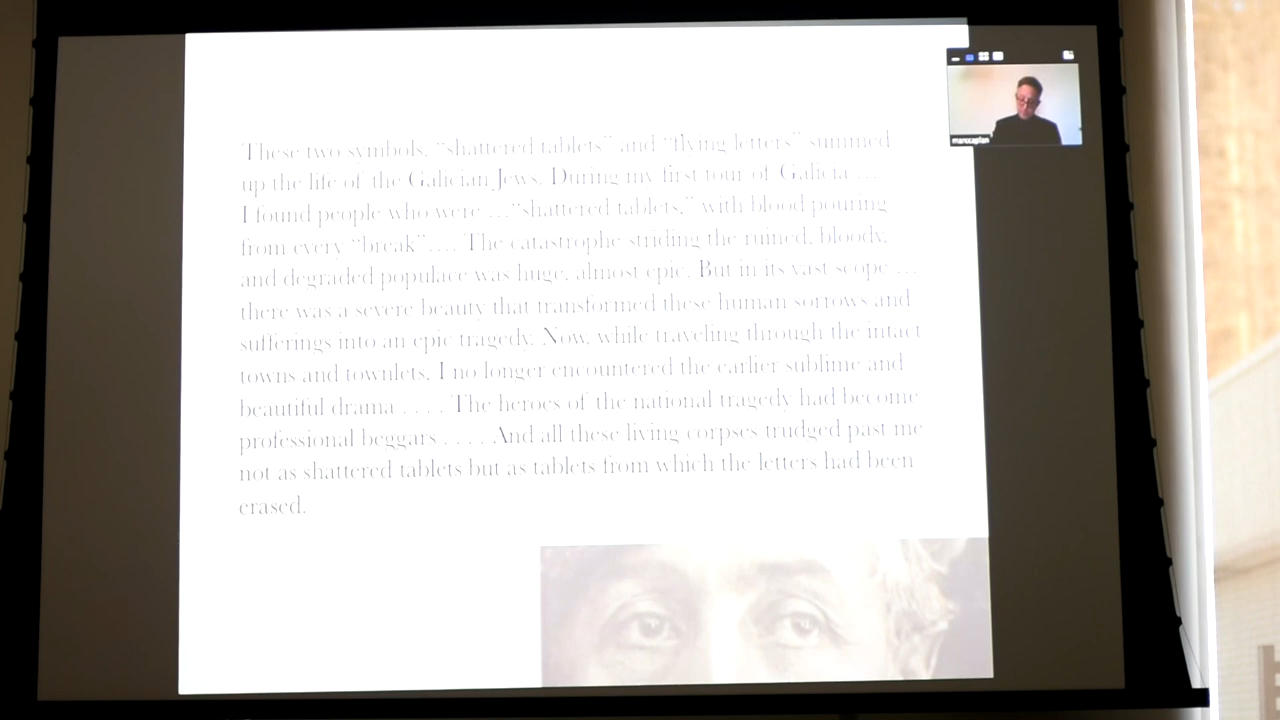 These two symbols, “shattered tablets” and “flying letters” summed
up the life of the Galician Jews. During my first tour of Galicia ….
I found people who were …“shattered tablets,” with blood pouring
from every “break”…. The catastrophe striding the ruined, bloody,
and degraded populace was huge, almost epic. But in its vast scope …
there was a severe beauty that transformed these human sorrows and
sufferings into an epic tragedy. Now, while traveling through the intact
towns and townlets, I no longer encountered the earlier sublime and
beautiful drama . . . . The heroes of the national tragedy had become
professional beggars . . . . . And all these living corpses trudged past me
not as shattered tablets but as tablets from which the letters had been
erased.
marccaplan